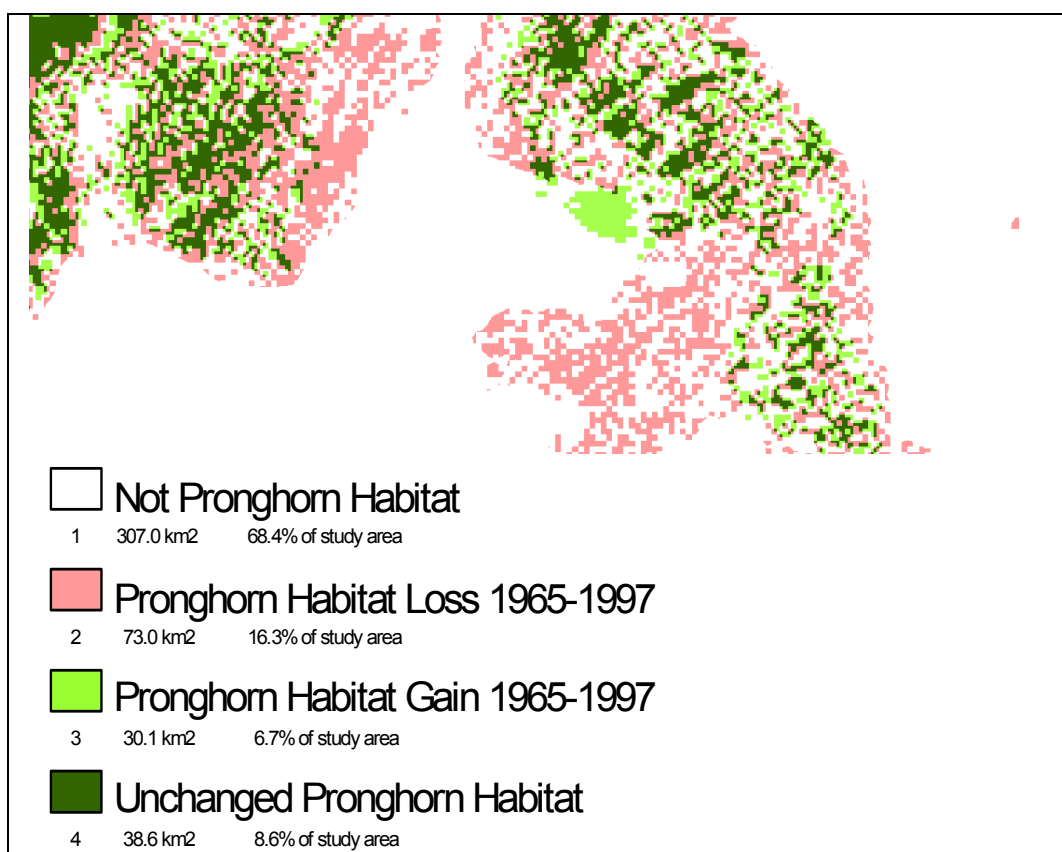 Not Pronghorn Habitat
1 307.0 km2 68.4% of study area
Pronghorn Habitat Loss 1965-1997
2 73.0 km2 16.3% of study area
Pronghorn Habitat Gain 1965-1997
3 30.1 km2 6.7% of study area
Unchanged Pronghorn Habitat
4 38.6 km2 8.6% of study area